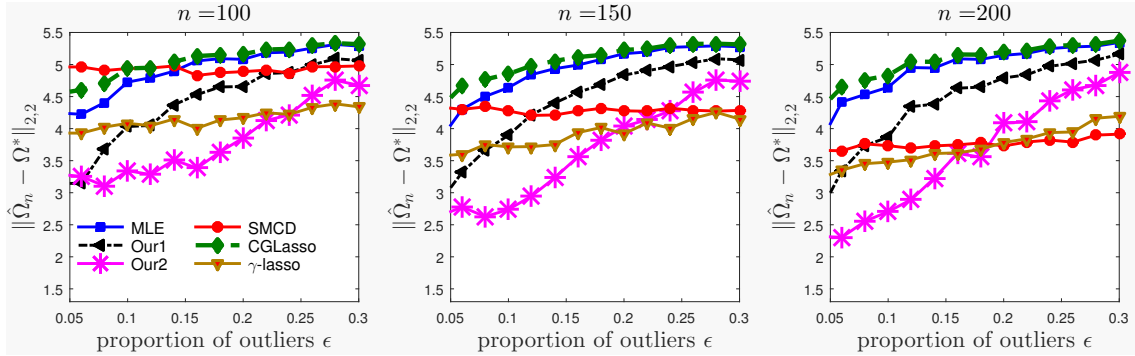 n =100
n =150
n =200
‖Ω̂ₙ − Ω*‖₂,₂
5.5
5
4.5
4
3.5
3
2.5
2
1.5
MLE
Our1
Our2
SMCD
CGLasso
γ-lasso
0.05 0.1 0.15 0.2 0.25 0.3
proportion of outliers ϵ
‖Ω̂ₙ − Ω*‖₂,₂
5.5
5
4.5
4
3.5
3
2.5
2
1.5
0.05 0.1 0.15 0.2 0.25 0.3
proportion of outliers ϵ
‖Ω̂ₙ − Ω*‖₂,₂
5.5
5
4.5
4
3.5
3
2.5
2
1.5
0.05 0.1 0.15 0.2 0.25 0.3
proportion of outliers ϵ